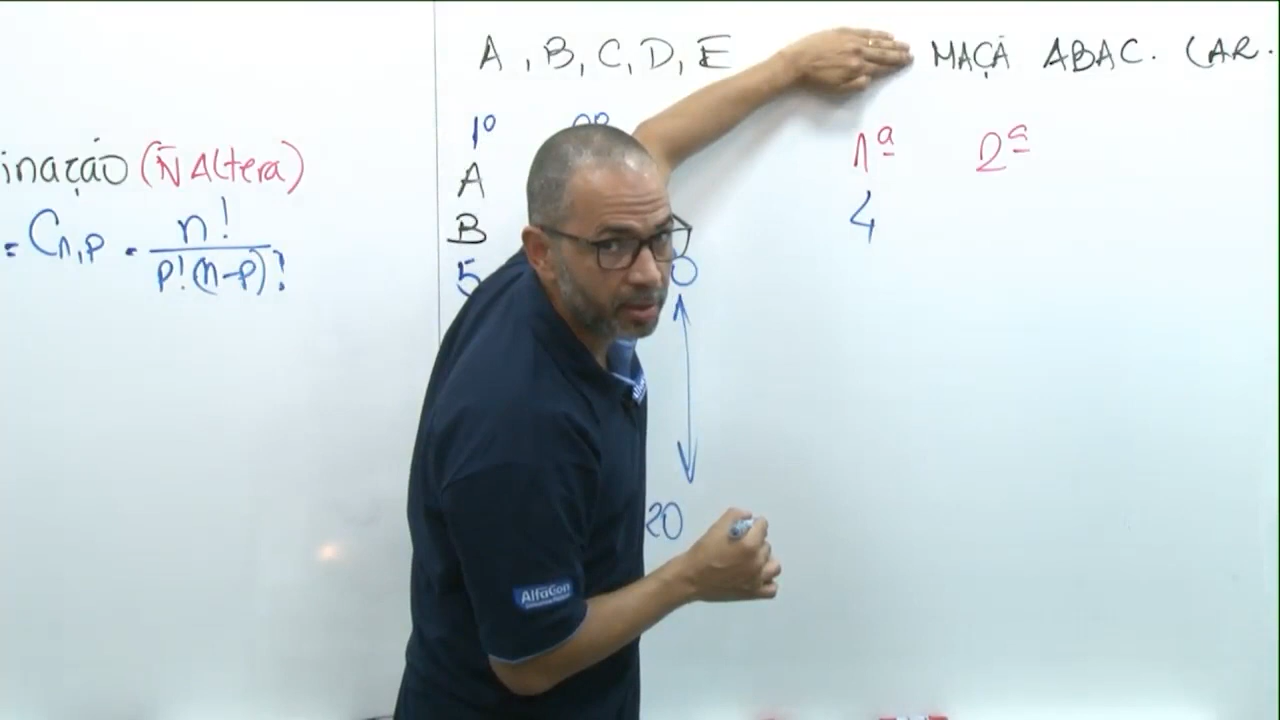 inação (Ñ Altera)
= Cn,p = n!
p!(n-p)!
A, B, C, D, E
1º
A
B
5
20
MAÇÃ ABAC. CAR.
1ª 2ª
4
AlfaCon